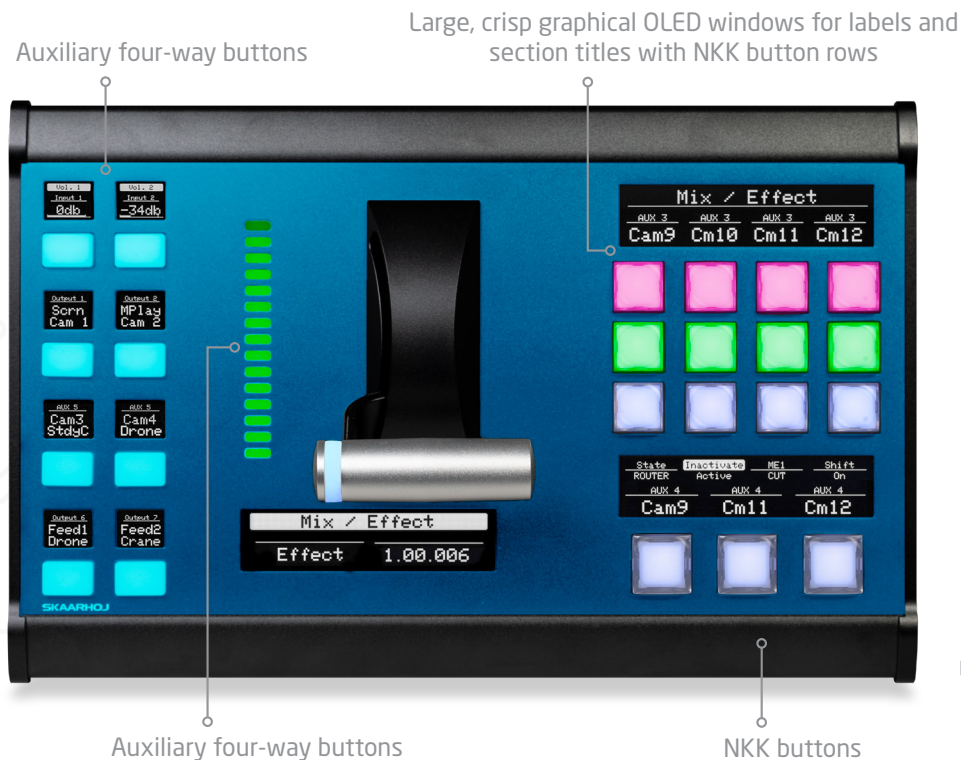 Large, crisp graphical OLED windows for labels and
section titles with NKK button rows
Auxiliary four-way buttons
Vol. 1
Input 1
0db
Vol. 2
Input 2
-34db
Output 1
Scrn
Cam 1
Output 2
MPlay
Cam 2
AUX 5
Cam3
StdyC
AUX 5
Cam4
Drone
Output 6
Feed1
Drone
Output 7
Feed2
Crane
SKAARHOJ
Mix / Effect
Effect 1.00.006
Mix / Effect
AUX 3 AUX 3 AUX 3 AUX 3
Cam9 Cm10 Cm11 Cm12
State Inactivate ME1 Shift
ROUTER Active CUT On
AUX 4 AUX 4 AUX 4
Cam9 Cm11 Cm12
Auxiliary four-way buttons
NKK buttons